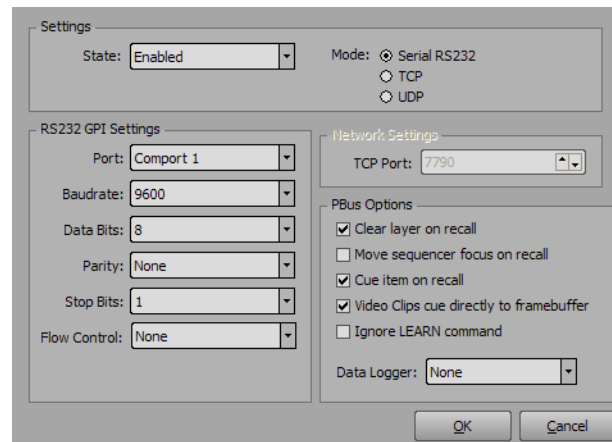 Settings
State: Enabled
Mode: Serial RS232
TCP
UDP
RS232 GPI Settings
Port: Comport 1
Baudrate: 9600
Data Bits: 8
Parity: None
Stop Bits: 1
Flow Control: None
Network Settings
TCP Port: 7790
PBus Options
Clear layer on recall
Move sequencer focus on recall
Cue item on recall
Video Clips cue directly to framebuffer
Ignore LEARN command
Data Logger: None
OK Cancel